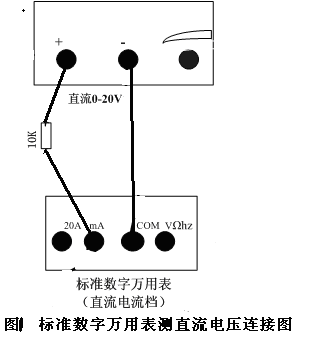 + -
直流0-20V
10K
20A mA COM VΩhz
标准数字万用表
（直流电流档）
图 标准数字万用表测直流电压连接图